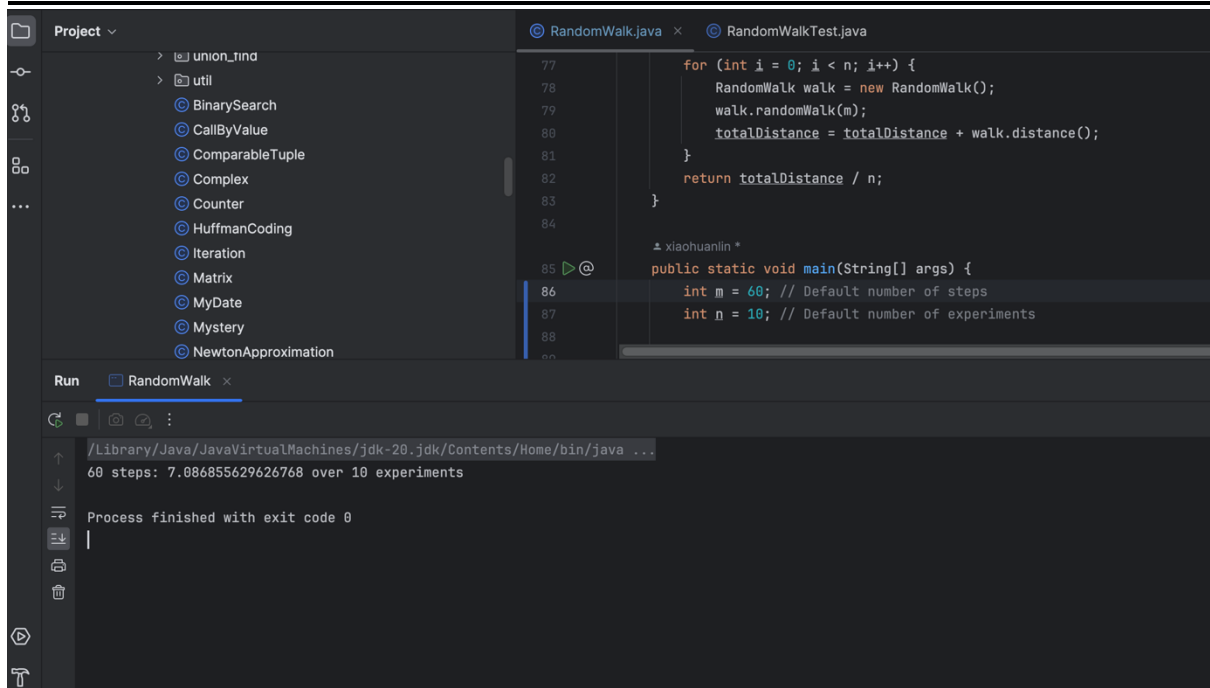 Project
RandomWalk.java
RandomWalkTest.java
union_find
util
BinarySearch
CallByValue
ComparableTuple
Complex
Counter
HuffmanCoding
Iteration
Matrix
MyDate
Mystery
NewtonApproximation
77 for (int i = 0; i < n; i++) {
78 RandomWalk walk = new RandomWalk();
79 walk.randomWalk(m);
80 totalDistance = totalDistance + walk.distance();
81 }
82 return totalDistance / n;
83 }
84
xiaohuanlin *
85 @ public static void main(String[] args) {
86 int m = 60; // Default number of steps
87 int n = 10; // Default number of experiments
88
Run RandomWalk
/Library/Java/JavaVirtualMachines/jdk-20.jdk/Contents/Home/bin/java ...
60 steps: 7.086855629626768 over 10 experiments
Process finished with exit code 0